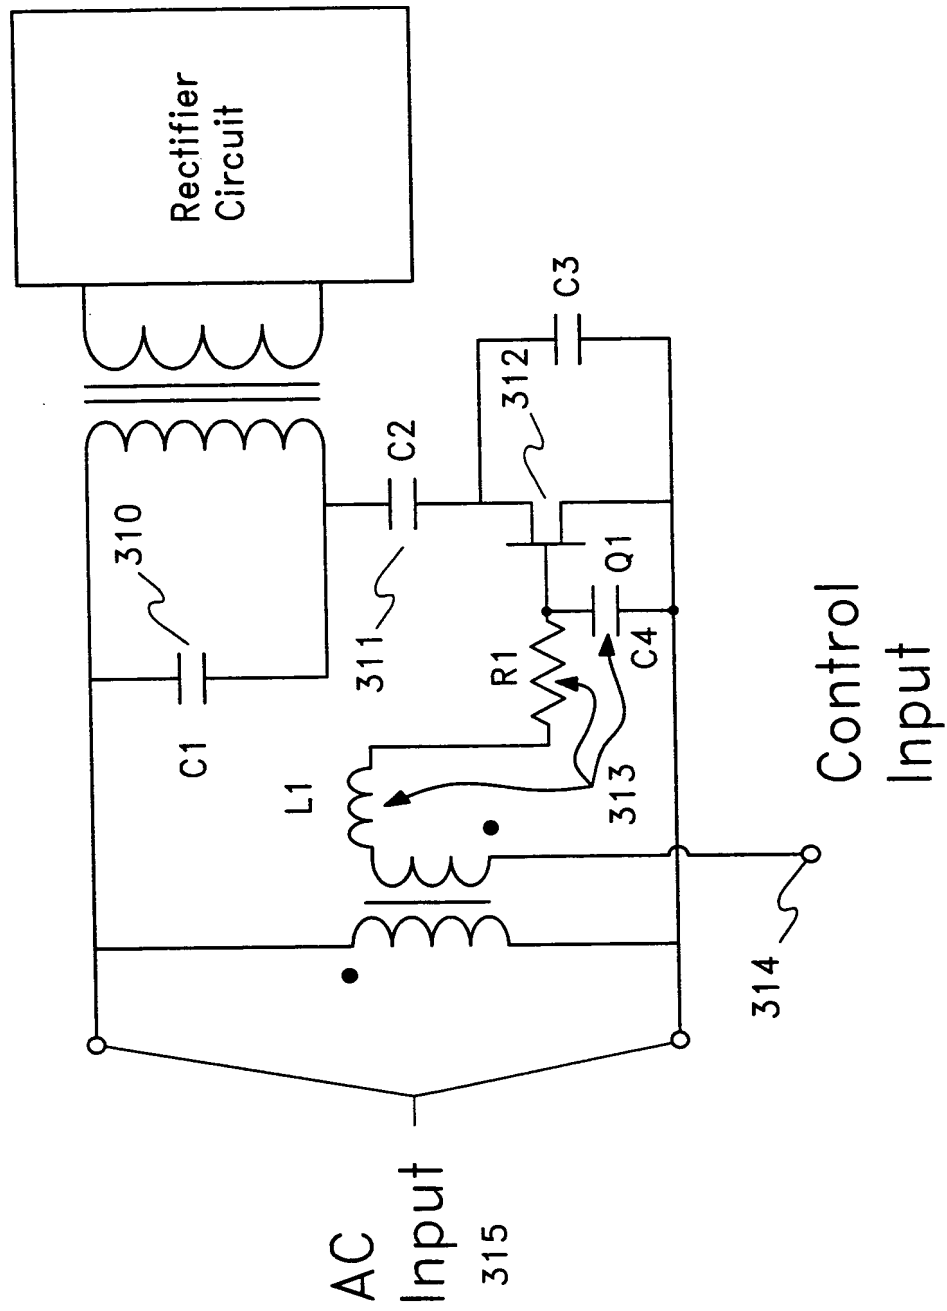 Rectifier
Circuit
310
C1
311
C2
312
C3
L1
R1
Q1
C4
313
314
AC
Input
315
Control
Input